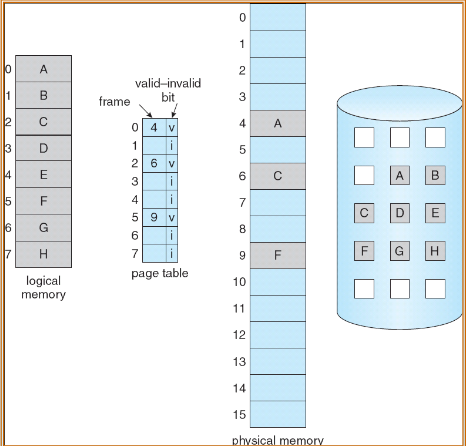 0 A
1 B
2 C
3 D
4 E
5 F
6 G
7 H
logical
memory
valid–invalid
bit
frame
0 4 v
1 i
2 6 v
3 i
4 i
5 9 v
6 i
7 i
page table
0
1
2
3
4 A
5
6 C
7
8
9 F
10
11
12
13
14
15
physical memory
A B
C D E
F G H